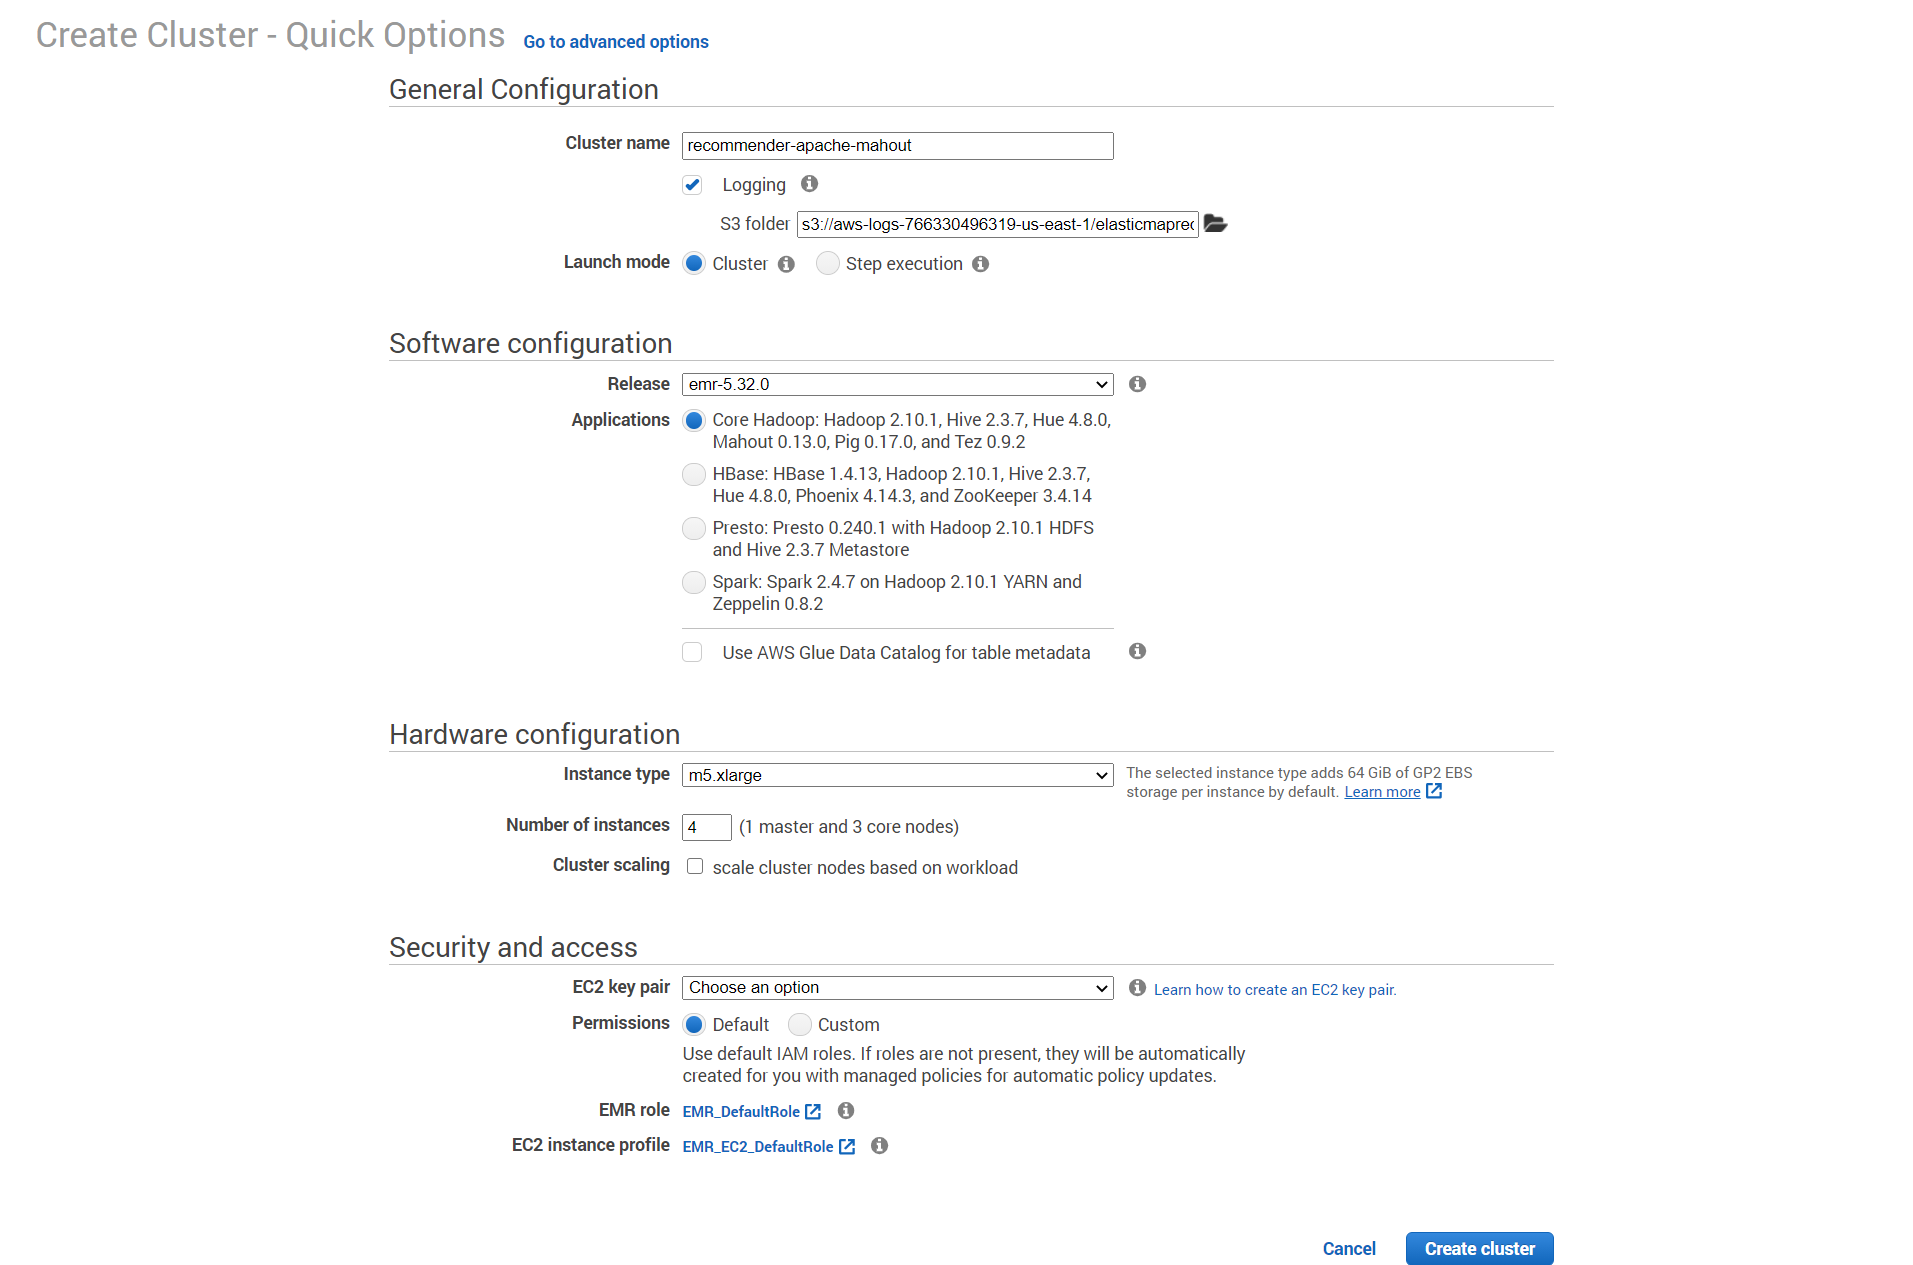 Create Cluster - Quick Options Go to advanced options
General Configuration
Cluster name recommender-apache-mahout
Logging
S3 folder s3://aws-logs-766330496319-us-east-1/elasticmapred
Launch mode Cluster Step execution
Software configuration
Release emr-5.32.0
Applications Core Hadoop: Hadoop 2.10.1, Hive 2.3.7, Hue 4.8.0,
Mahout 0.13.0, Pig 0.17.0, and Tez 0.9.2
HBase: HBase 1.4.13, Hadoop 2.10.1, Hive 2.3.7,
Hue 4.8.0, Phoenix 4.14.3, and ZooKeeper 3.4.14
Presto: Presto 0.240.1 with Hadoop 2.10.1 HDFS
and Hive 2.3.7 Metastore
Spark: Spark 2.4.7 on Hadoop 2.10.1 YARN and
Zeppelin 0.8.2
Use AWS Glue Data Catalog for table metadata
Hardware configuration
Instance type m5.xlarge The selected instance type adds 64 GiB of GP2 EBS
storage per instance by default. Learn more
Number of instances 4 (1 master and 3 core nodes)
Cluster scaling scale cluster nodes based on workload
Security and access
EC2 key pair Choose an option Learn how to create an EC2 key pair.
Permissions Default Custom
Use default IAM roles. If roles are not present, they will be automatically
created for you with managed policies for automatic policy updates.
EMR role EMR_DefaultRole
EC2 instance profile EMR_EC2_DefaultRole
Cancel Create cluster